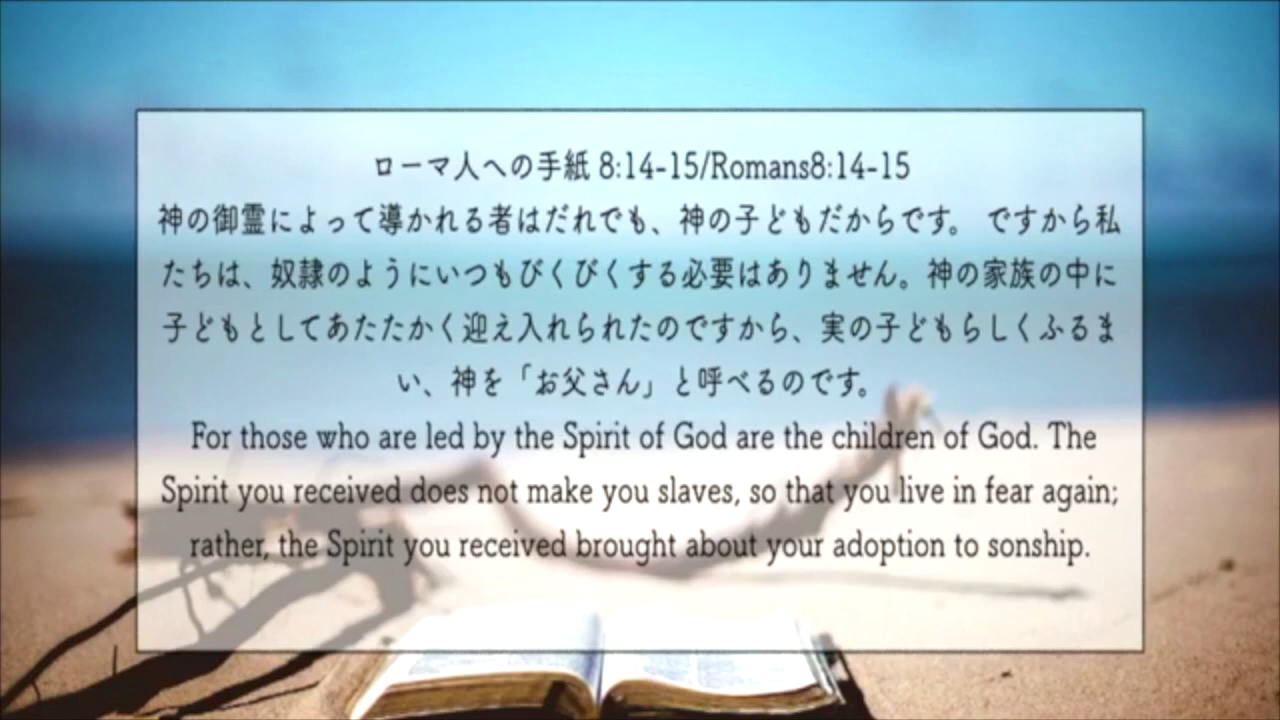 ローマ人への手紙 8:14-15/Romans8:14-15
神の御霊によって導かれる者はだれでも、神の子どもだからです。 ですから私
たちは、奴隷のようにいつもびくびくする必要はありません。神の家族の中に
子どもとしてあたたかく迎え入れられたのですから、実の子どもらしくふるま
い、神を「お父さん」と呼べるのです。
For those who are led by the Spirit of God are the children of God. The
Spirit you received does not make you slaves, so that you live in fear again;
rather, the Spirit you received brought about your adoption to sonship.